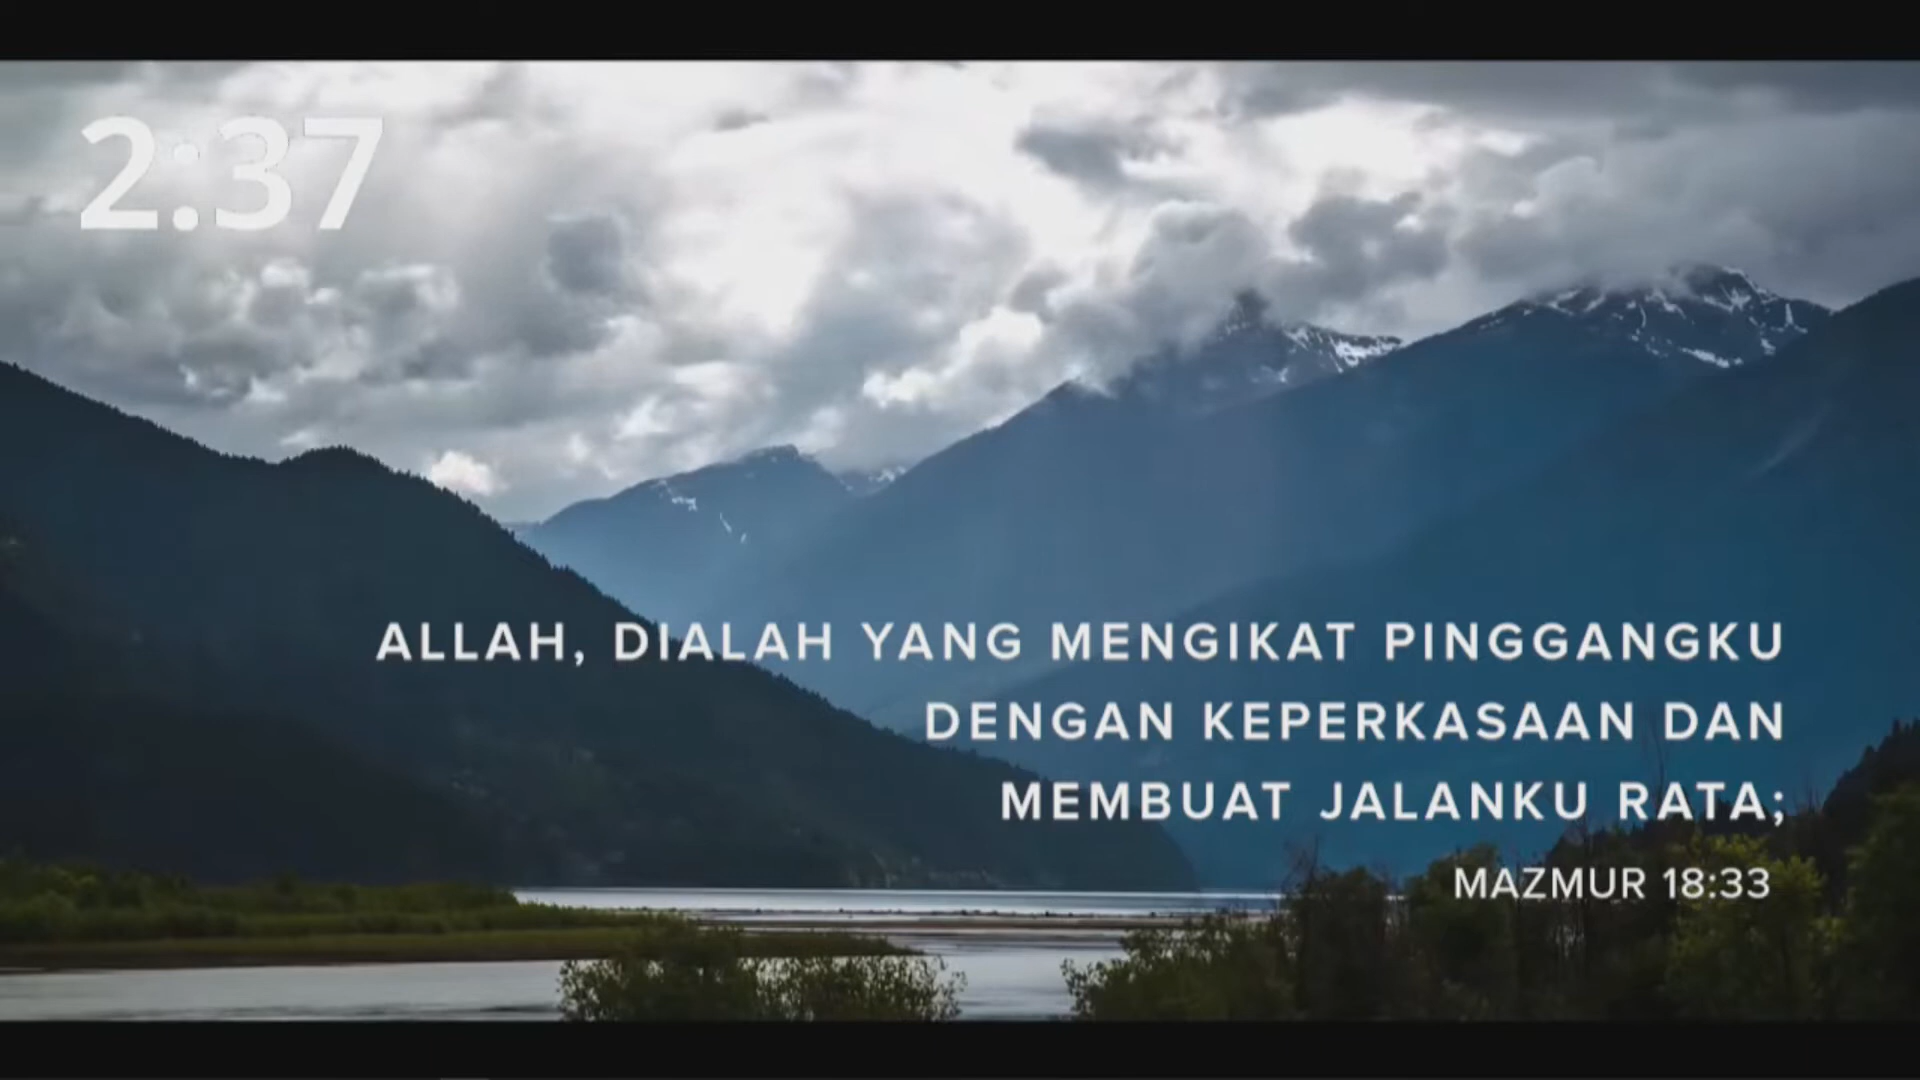 2:37
ALLAH, DIALAH YANG MENGIKAT PINGGANGKU
DENGAN KEPERKASAAN DAN
MEMBUAT JALANKU RATA;
MAZMUR 18:33